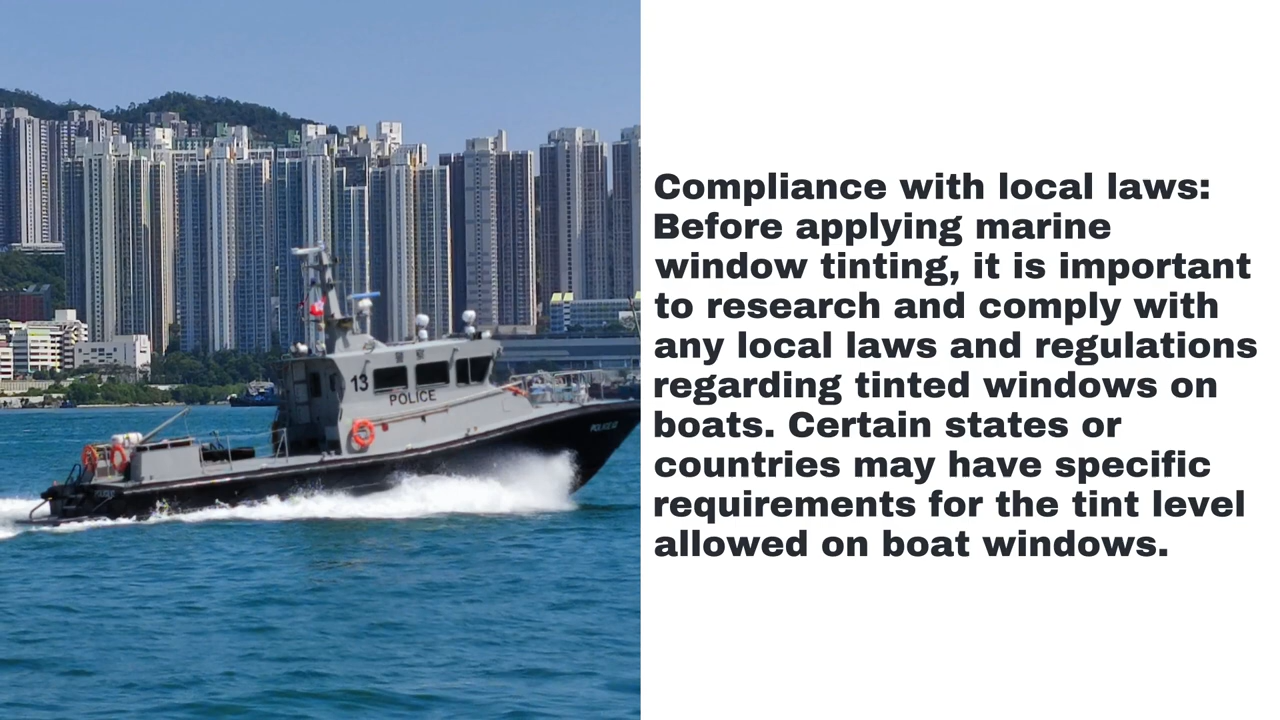 警 察
13
POLICE
Compliance with local laws:
Before applying marine
window tinting, it is important
to research and comply with
any local laws and regulations
regarding tinted windows on
boats. Certain states or
countries may have specific
requirements for the tint level
allowed on boat windows.